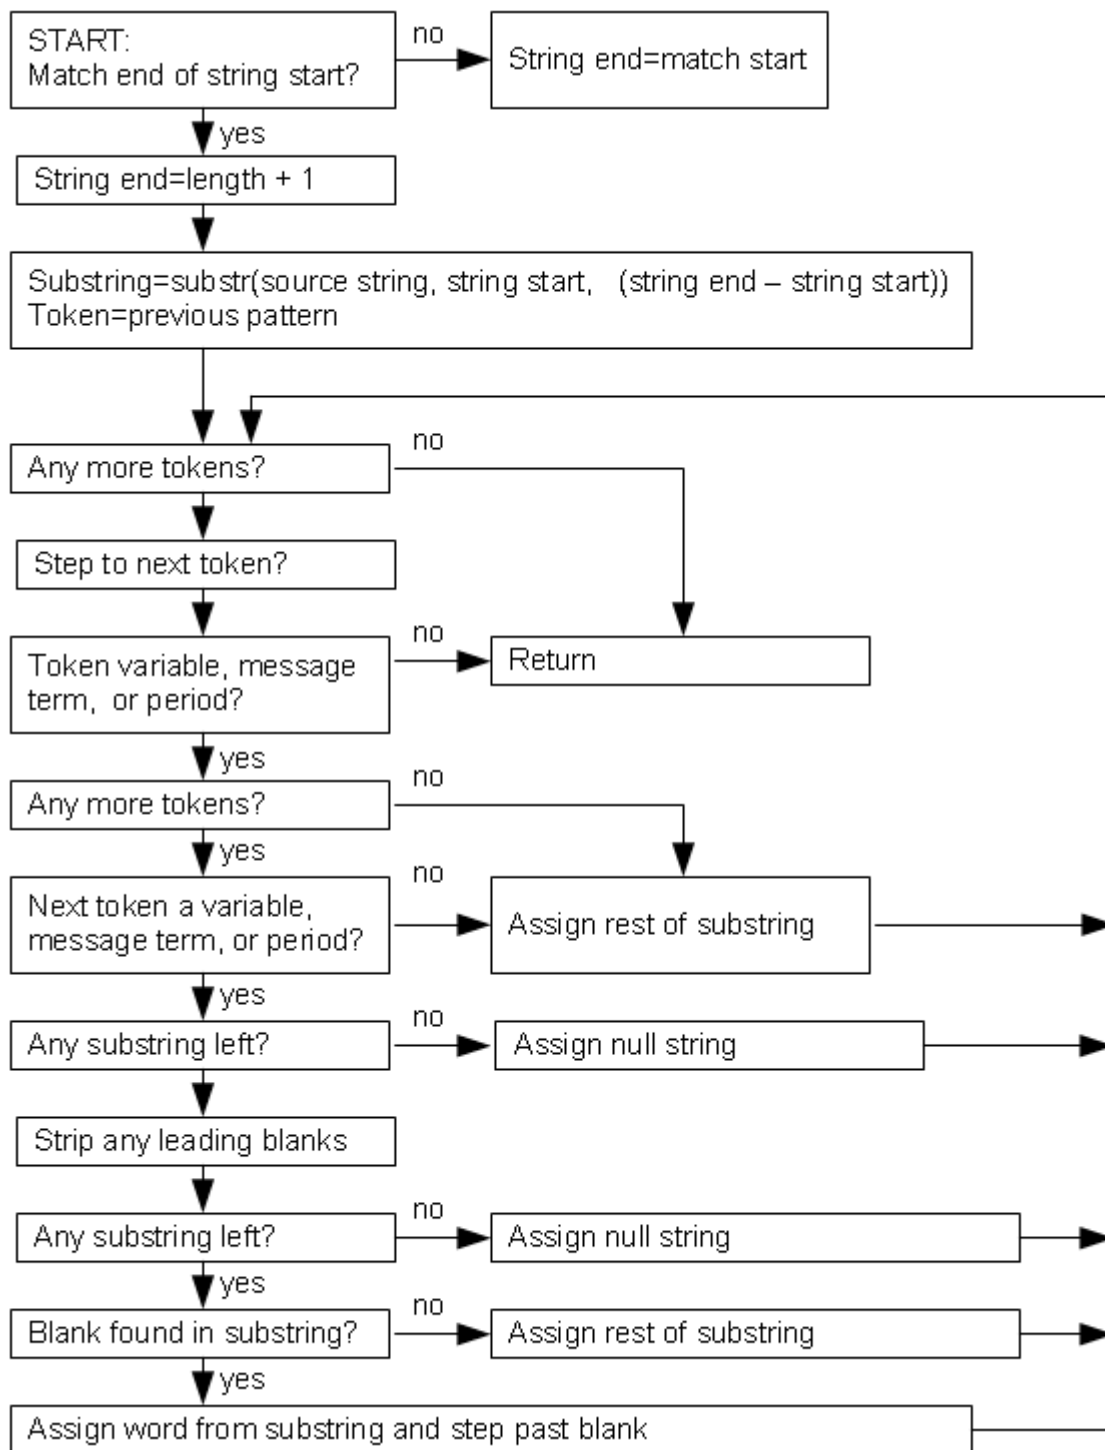 START:
Match end of string start?
no
String end=match start
yes
String end=length + 1
Substring=substr(source string, string start, (string end – string start))
Token=previous pattern
Any more tokens?
no
Step to next token?
Token variable, message
term, or period?
no
Return
yes
Any more tokens?
no
yes
Next token a variable,
message term, or period?
no
Assign rest of substring
yes
Any substring left?
no
Assign null string
Strip any leading blanks
Any substring left?
no
Assign null string
yes
Blank found in substring?
no
Assign rest of substring
yes
Assign word from substring and step past blank